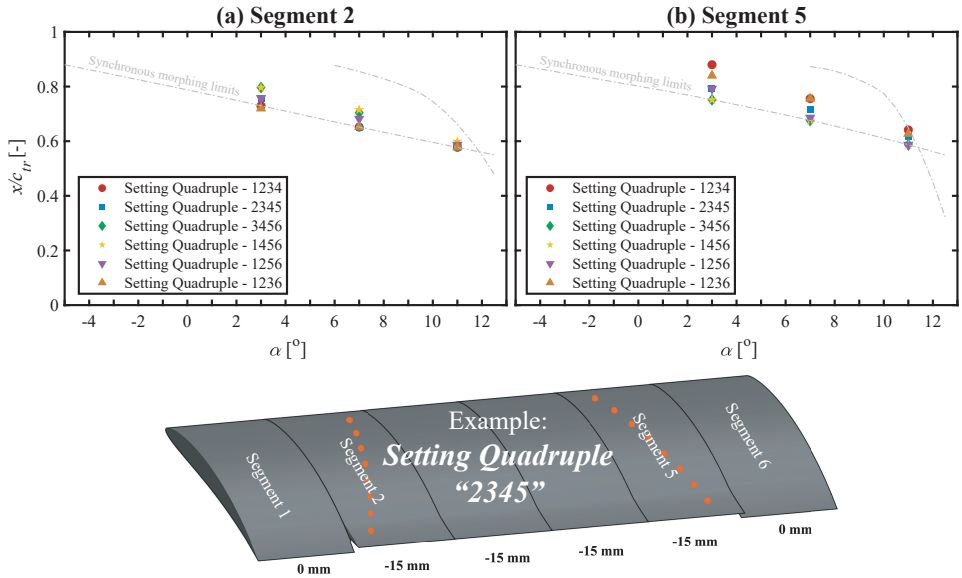 (a) Segment 2
(b) Segment 5
1
0.8
0.6
0.4
0.2
0
x/c_tr [-]
Synchronous morphing limits
Setting Quadruple - 1234
Setting Quadruple - 2345
Setting Quadruple - 3456
Setting Quadruple - 1456
Setting Quadruple - 1256
Setting Quadruple - 1236
-4 -2 0 2 4 6 8 10 12
α [°]
Synchronous morphing limits
Setting Quadruple - 1234
Setting Quadruple - 2345
Setting Quadruple - 3456
Setting Quadruple - 1456
Setting Quadruple - 1256
Setting Quadruple - 1236
-4 -2 0 2 4 6 8 10 12
α [°]
Example:
Setting Quadruple
“2345”
Segment 1
Segment 2
Segment 5
Segment 6
0 mm
-15 mm
-15 mm
-15 mm
-15 mm
0 mm